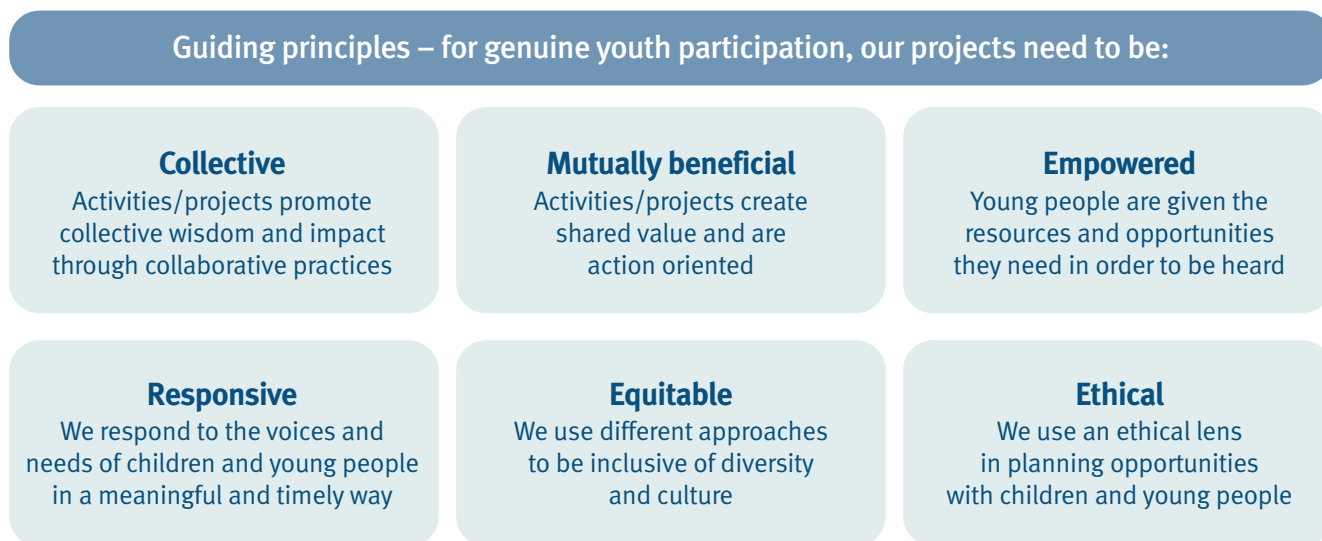 Guiding principles – for genuine youth participation, our projects need to be:
Collective
Activities/projects promote
collective wisdom and impact
through collaborative practices
Mutually beneficial
Activities/projects create
shared value and are
action oriented
Empowered
Young people are given the
resources and opportunities
they need in order to be heard
Responsive
We respond to the voices and
needs of children and young people
in a meaningful and timely way
Equitable
We use different approaches
to be inclusive of diversity
and culture
Ethical
We use an ethical lens
in planning opportunities
with children and young people